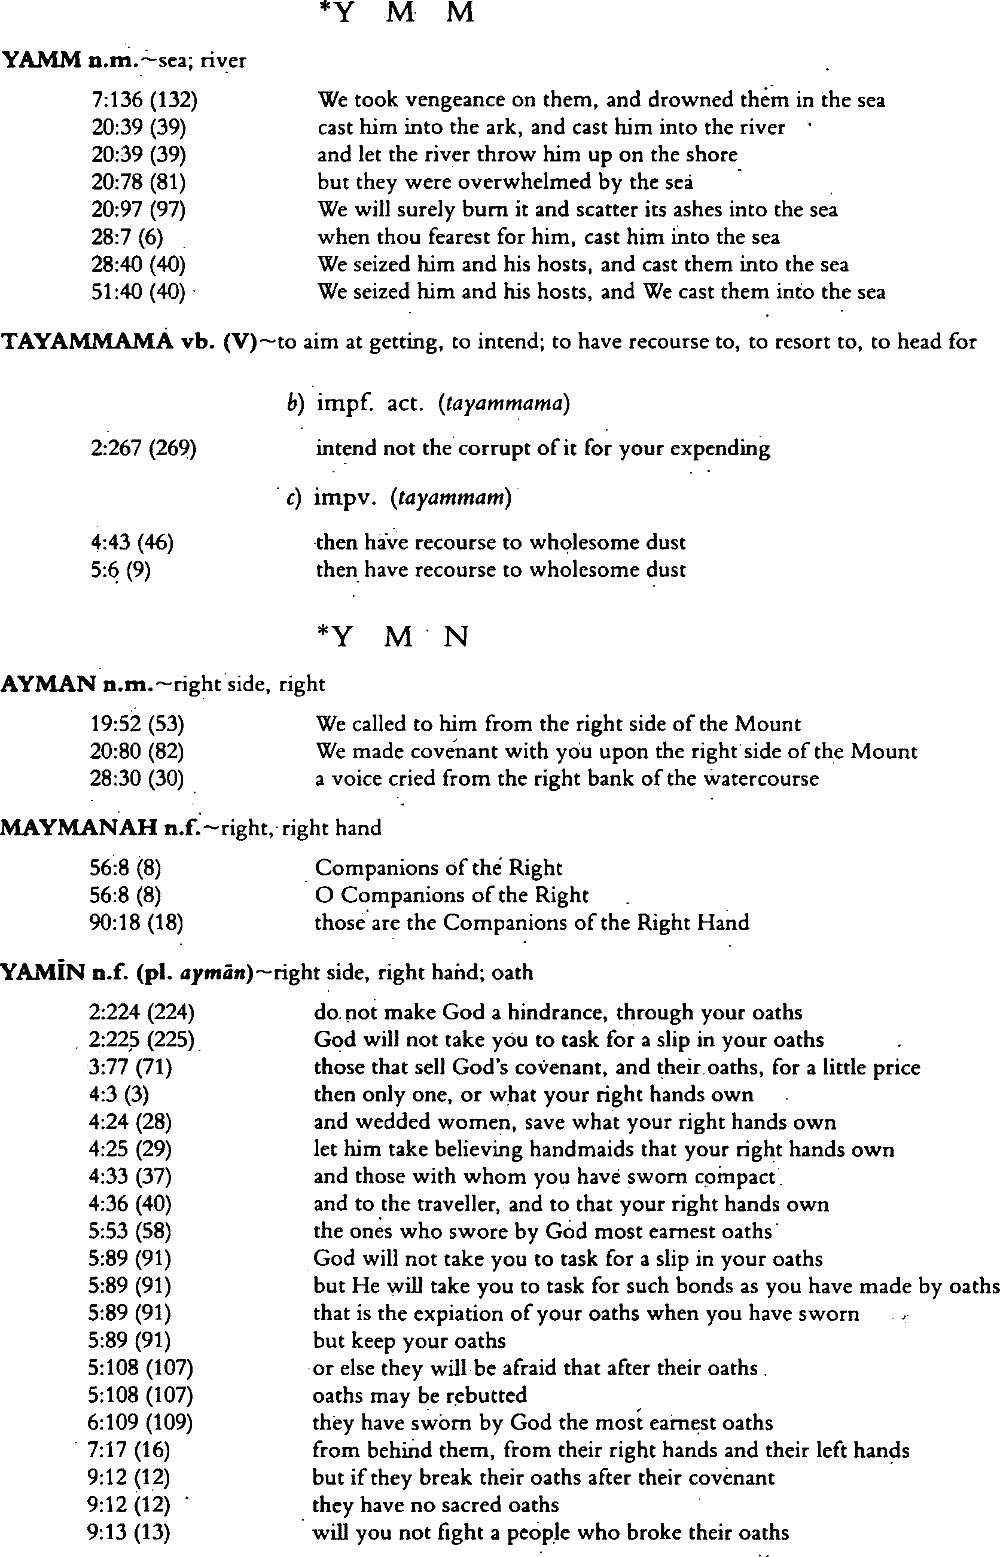 *Y M M
YAMM n.m.~sea; river
7:136 (132) We took vengeance on them, and drowned them in the sea
20:39 (39) cast him into the ark, and cast him into the river
20:39 (39) and let the river throw him up on the shore
20:78 (81) but they were overwhelmed by the sea
20:97 (97) We will surely burn it and scatter its ashes into the sea
28:7 (6) when thou fearest for him, cast him into the sea
28:40 (40) We seized him and his hosts, and cast them into the sea
51:40 (40) We seized him and his hosts, and We cast them into the sea
TAYAMMAMA vb. (V)~to aim at getting, to intend; to have recourse to, to resort to, to head for
b) impf. act. (tayammama)
2:267 (269) intend not the corrupt of it for your expending
c) impv. (tayammam)
4:43 (46) then have recourse to wholesome dust
5:6 (9) then have recourse to wholesome dust
*Y M N
AYMAN n.m.~right side, right
19:52 (53) We called to him from the right side of the Mount
20:80 (82) We made covenant with you upon the right side of the Mount
28:30 (30) a voice cried from the right bank of the watercourse
MAYMANAH n.f.~right, right hand
56:8 (8) Companions of the Right
56:8 (8) O Companions of the Right
90:18 (18) those are the Companions of the Right Hand
YAMĪN n.f. (pl. aymān)~right side, right hand; oath
2:224 (224) do not make God a hindrance, through your oaths
2:225 (225) God will not take you to task for a slip in your oaths
3:77 (71) those that sell God's covenant, and their oaths, for a little price
4:3 (3) then only one, or what your right hands own
4:24 (28) and wedded women, save what your right hands own
4:25 (29) let him take believing handmaids that your right hands own
4:33 (37) and those with whom you have sworn compact
4:36 (40) and to the traveller, and to that your right hands own
5:53 (58) the ones who swore by God most earnest oaths
5:89 (91) God will not take you to task for a slip in your oaths
5:89 (91) but He will take you to task for such bonds as you have made by oaths
5:89 (91) that is the expiation of your oaths when you have sworn
5:89 (91) but keep your oaths
5:108 (107) or else they will be afraid that after their oaths
5:108 (107) oaths may be rebutted
6:109 (109) they have sworn by God the most earnest oaths
7:17 (16) from behind them, from their right hands and their left hands
9:12 (12) but if they break their oaths after their covenant
9:12 (12) they have no sacred oaths
9:13 (13) will you not fight a people who broke their oaths